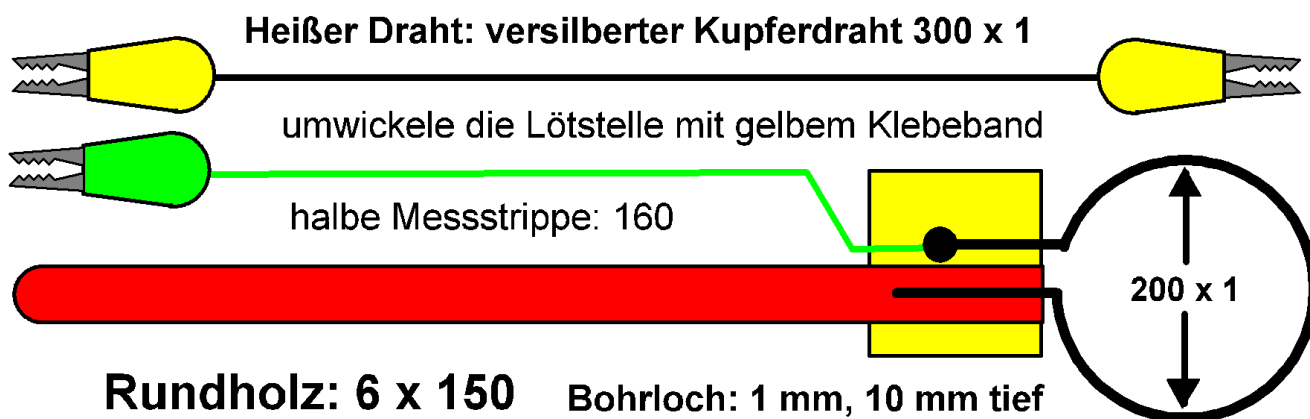 Heißer Draht: versilberter Kupferdraht 300 x 1
umwickele die Lötstelle mit gelbem Klebeband
halbe Messstrippe: 160
200 x 1
Rundholz: 6 x 150 Bohrloch: 1 mm, 10 mm tief